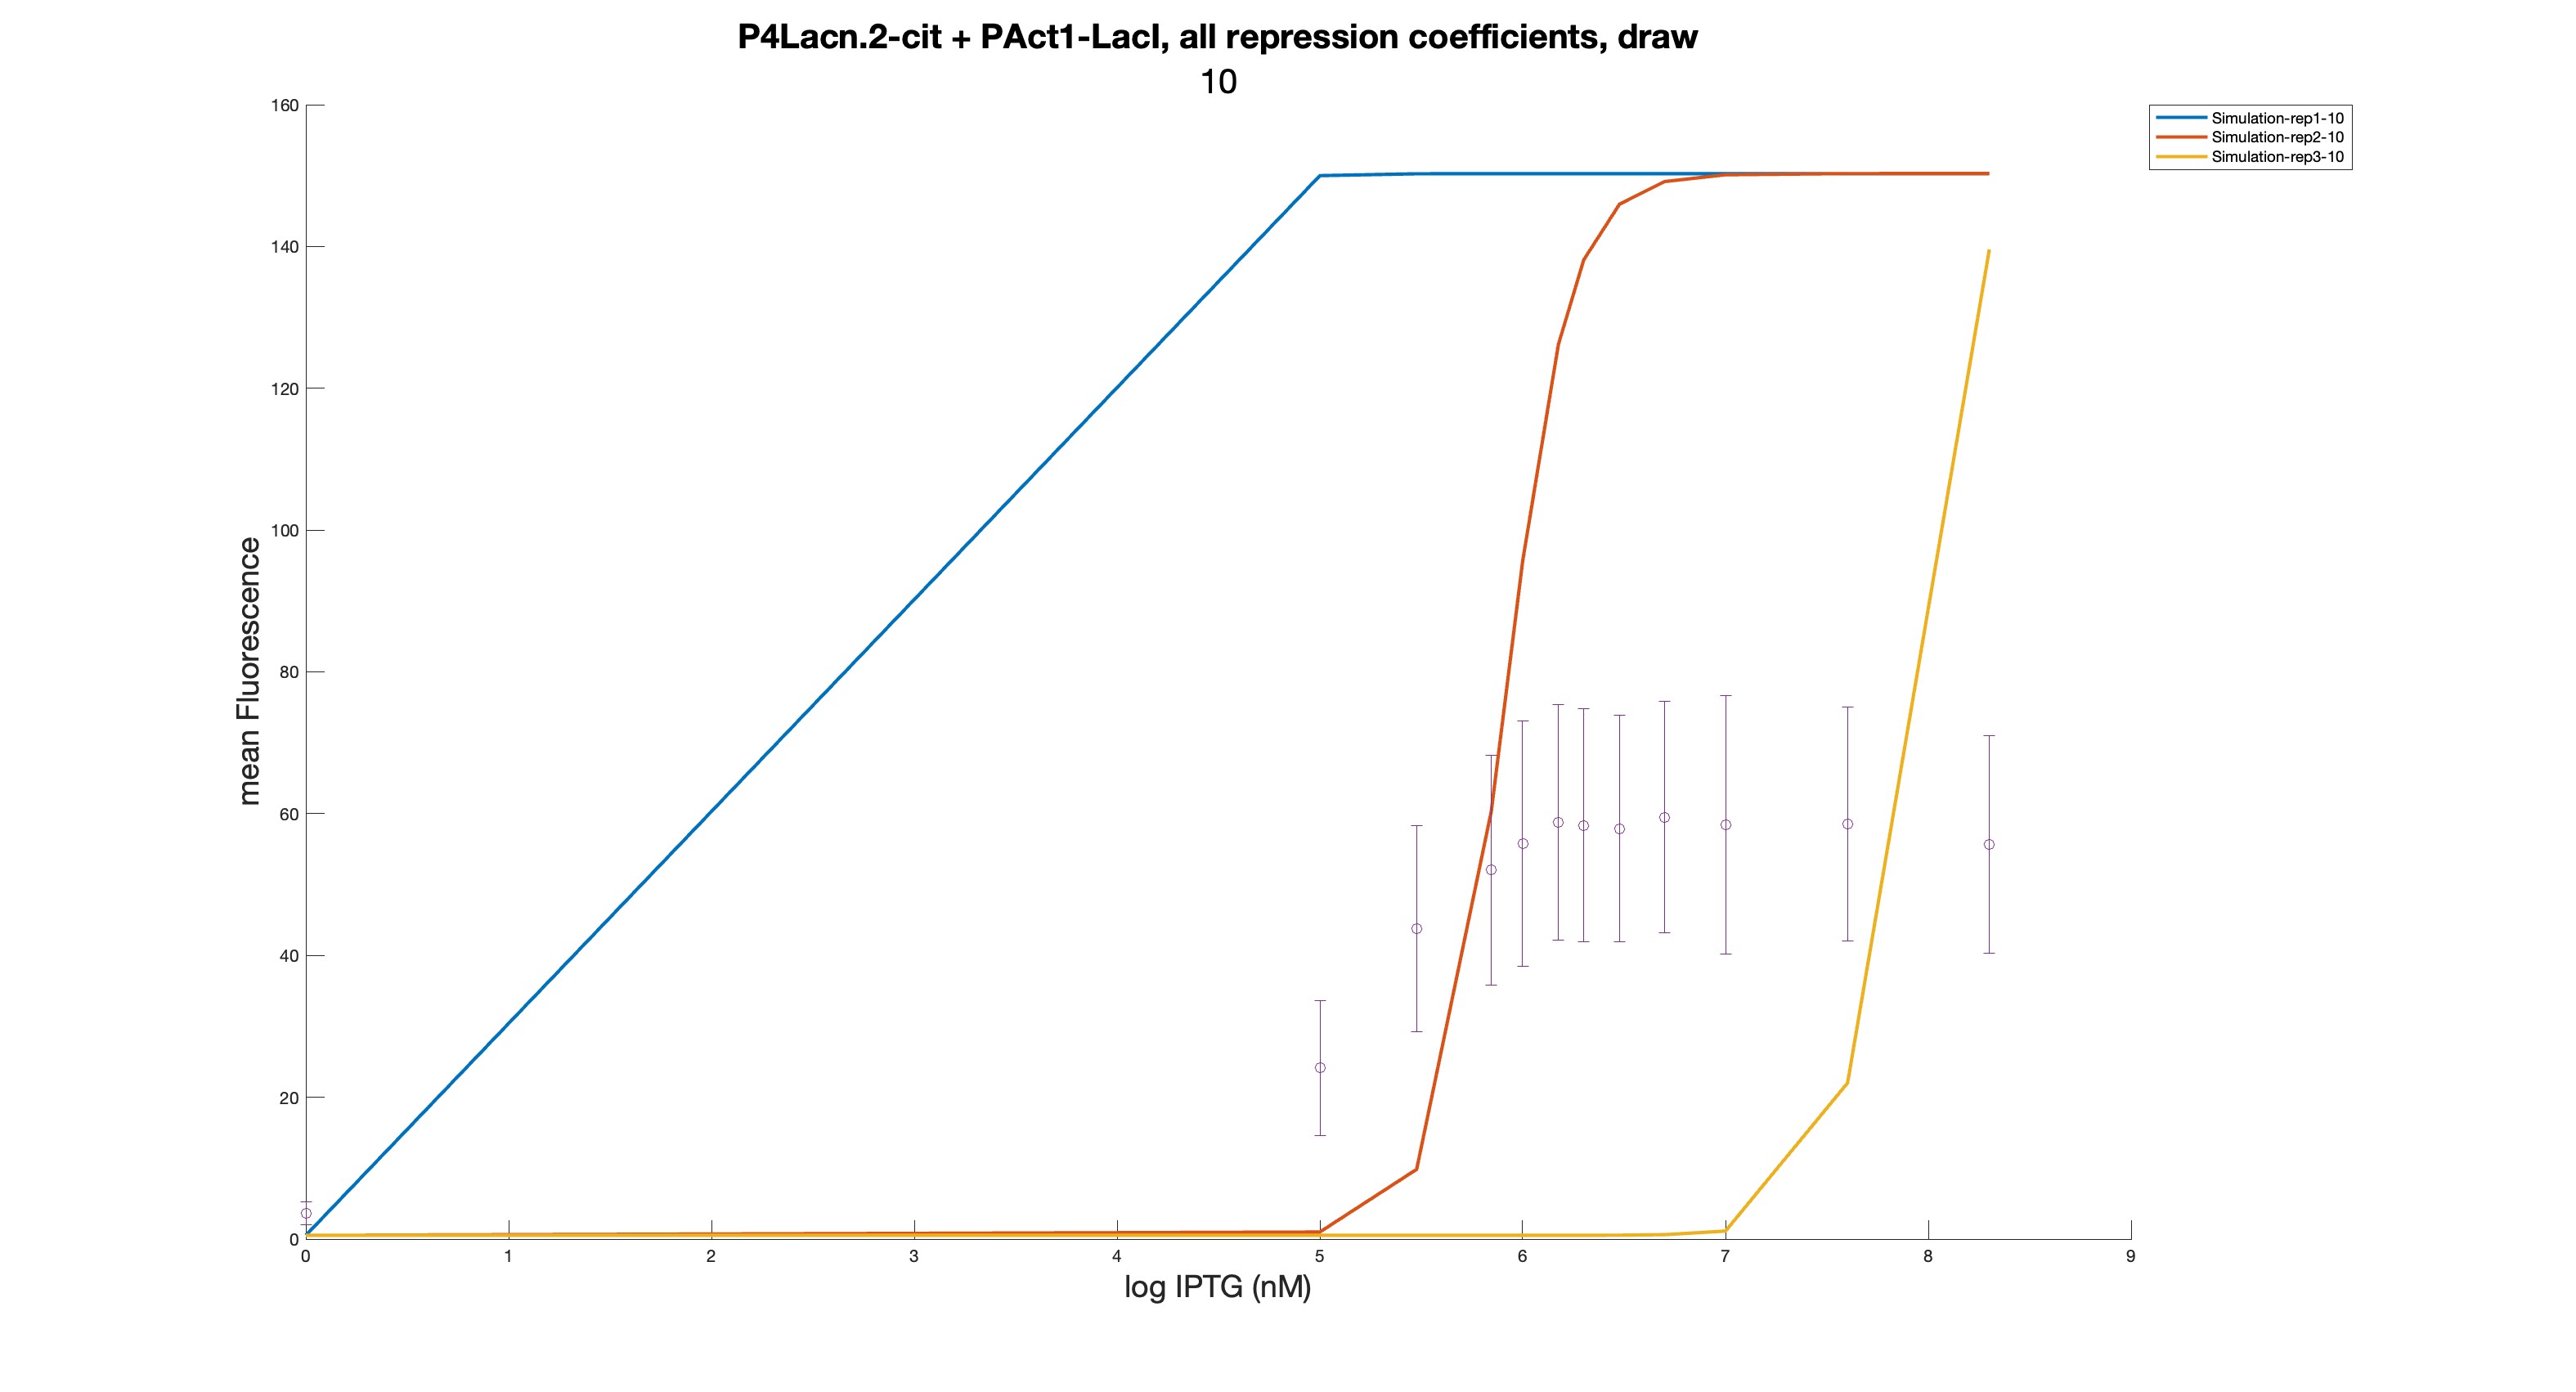 P4Lacn.2-cit + PAct1-LacI, all repression coefficients, draw
10
Simulation-rep1-10
Simulation-rep2-10
Simulation-rep3-10
160
140
120
100
80
60
40
20
0
mean Fluorescence
0 1 2 3 4 5 6 7 8 9
log IPTG (nM)